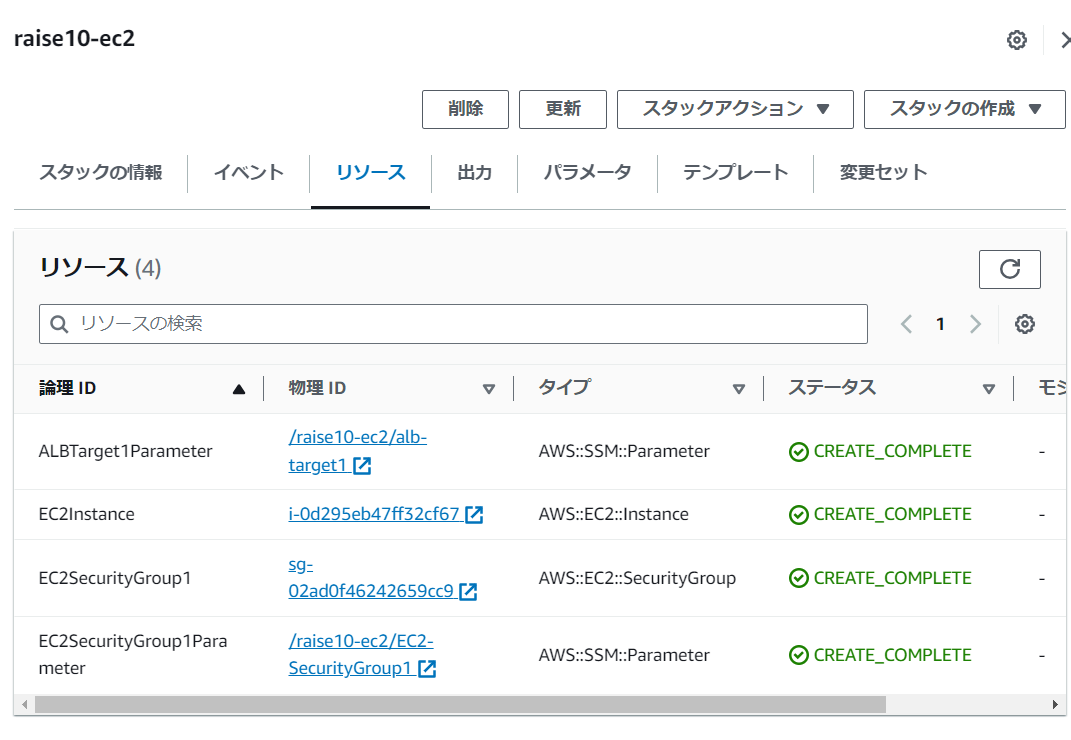 raise10-ec2
削除 更新 スタックアクション ▼ スタックの作成 ▼
スタックの情報 イベント リソース 出力 パラメータ テンプレート 変更セット
リソース (4)
リソースの検索 1
論理 ID 物理 ID タイプ ステータス モジ
ALBTarget1Parameter /raise10-ec2/alb-
target1 AWS::SSM::Parameter CREATE_COMPLETE -
EC2Instance i-0d295eb47ff32cf67 AWS::EC2::Instance CREATE_COMPLETE -
EC2SecurityGroup1 sg-
02ad0f46242659cc9 AWS::EC2::SecurityGroup CREATE_COMPLETE -
EC2SecurityGroup1Para
meter /raise10-ec2/EC2-
SecurityGroup1 AWS::SSM::Parameter CREATE_COMPLETE -